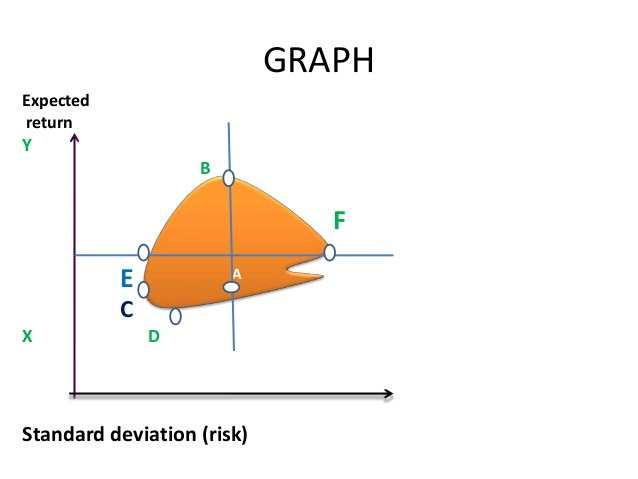 GRAPH
Expected
return
Y
B
F
A
E
C
X
D
Standard deviation (risk)